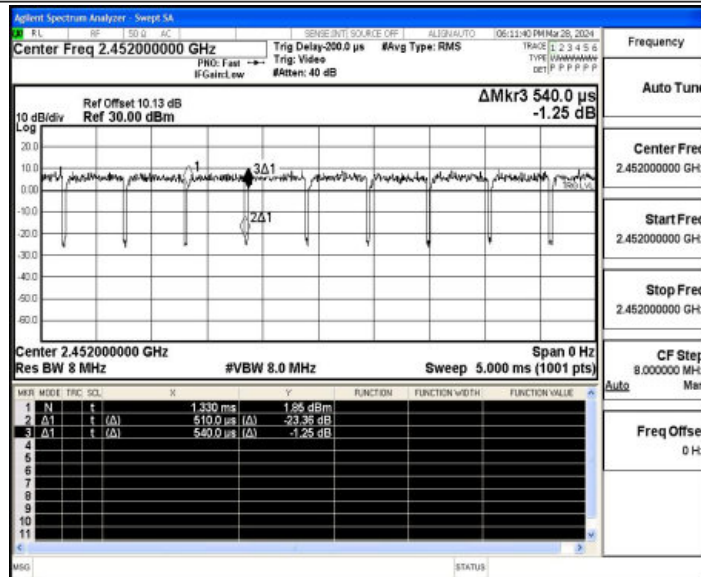 Agilent Spectrum Analyzer - Swept SA
RL RF 50 Ω AC SENSE:INT SOURCE OFF ALIGNAUTO 06:11:40 PM Mar 28, 2024
Center Freq 2.452000000 GHz
PNO: Fast
IFGain:Low
Trig Delay-200.0 µs
Trig: Video
#Atten: 40 dB
#Avg Type: RMS
TRACE 1 2 3 4 5 6
TYPE
DET P P P P P P
Ref Offset 10.13 dB
10 dB/div Ref 30.00 dBm
ΔMkr3 540.0 µs
-1.25 dB
Log
20.0
10.0
0.00
-10.0
-20.0
-30.0
-40.0
-50.0
-60.0
1
3Δ1
2Δ1
TRIG LVL
Center 2.452000000 GHz Span 0 Hz
Res BW 8 MHz #VBW 8.0 MHz Sweep 5.000 ms (1001 pts)
MKR MODE TRC SCL X Y FUNCTION FUNCTION WIDTH FUNCTION VALUE
1 N t 1.330 ms 1.85 dBm
2 Δ1 t (Δ) 510.0 µs (Δ) -23.36 dB
3 Δ1 t (Δ) 540.0 µs (Δ) -1.25 dB
4
5
6
7
8
9
10
11
MSG STATUS
Frequency
Auto Tune
Center Freq
2.452000000 GHz
Start Freq
2.452000000 GHz
Stop Freq
2.452000000 GHz
CF Step
8.000000 MHz
Auto Man
Freq Offset
0 Hz